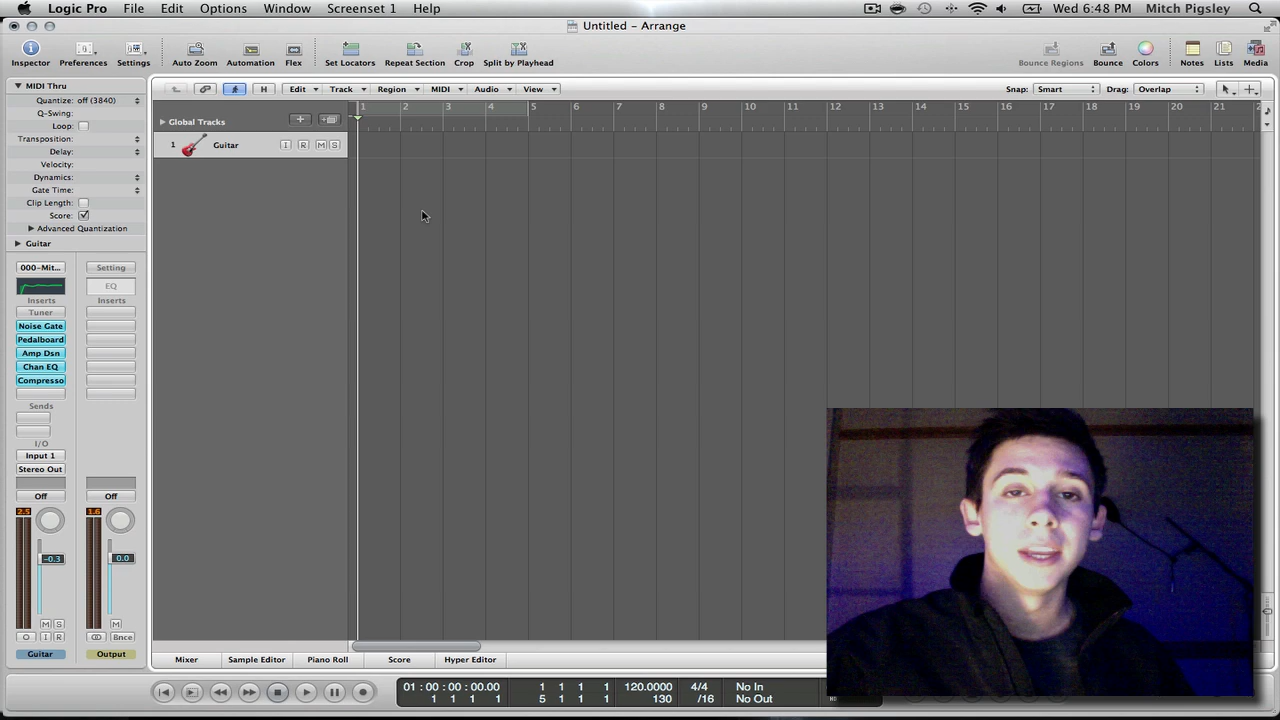 Logic Pro File Edit Options Window Screenset 1 Help Wed 6:48 PM Mitch Pigsley
Untitled - Arrange
Inspector Preferences Settings Auto Zoom Automation Flex Set Locators Repeat Section Crop Split by Playhead Bounce Regions Bounce Colors Notes Lists Media
MIDI Thru
H Edit Track Region MIDI Audio View Snap: Smart Drag: Overlap
Quantize: off (3840)
Q-Swing:
Loop:
Transposition:
Delay:
Velocity:
Dynamics:
Gate Time:
Clip Length:
Score:
Advanced Quantization
Guitar
1 2 3 4 5 6 7 8 9 10 11 12 13 14 15 16 17 18 19 20 21
Global Tracks
1 Guitar I R M S
000-Mit... Setting
EQ
Inserts Inserts
Tuner
Noise Gate
Pedalboard
Amp Dsn
Chan EQ
Compresso
Sends
I/O
Input 1
Stereo Out
Off Off
2.5 1.6
-0.3 0.0
M S M
I R Bnce
Guitar Output
Mixer Sample Editor Piano Roll Score Hyper Editor
01:00:00:00.00 1 1 1 1 120.0000 4/4 No In
1 1 1 1 5 1 1 1 130 /16 No Out